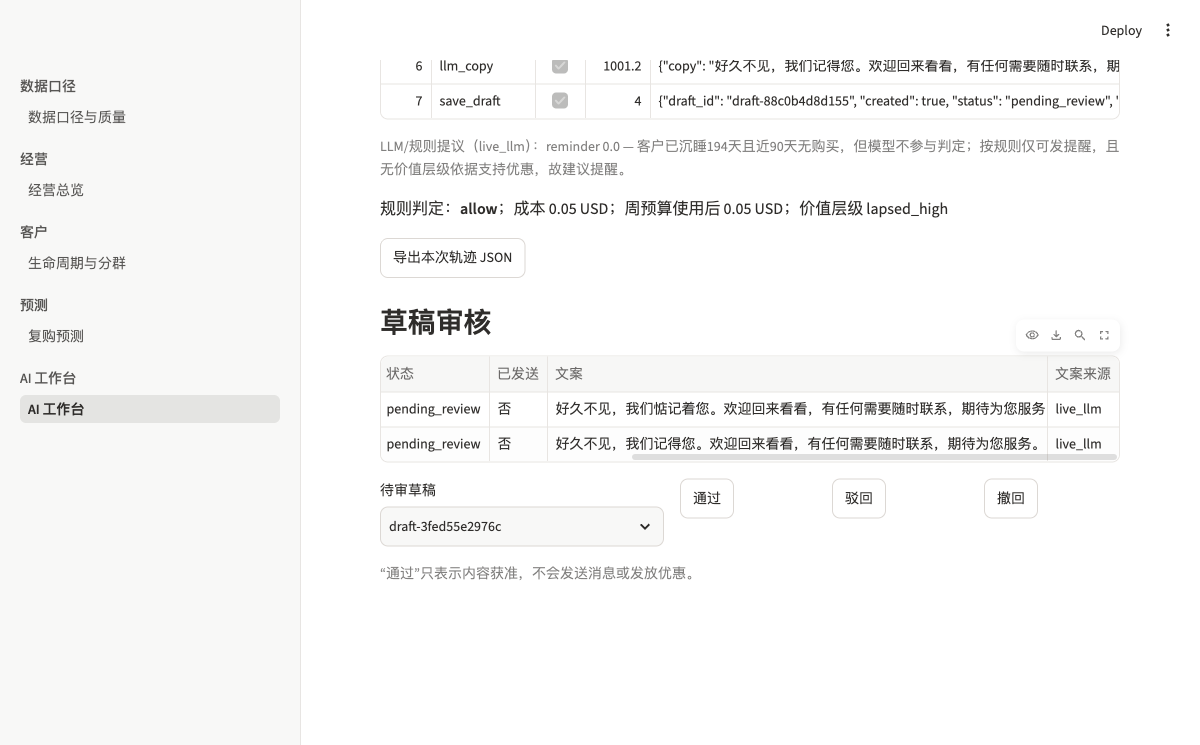 Deploy
数据口径
数据口径与质量
经营
经营总览
客户
生命周期与分群
预测
复购预测
AI 工作台
AI 工作台
6 llm_copy 1001.2 {"copy": "好久不见，我们记得您。欢迎回来看看，有任何需要随时联系，期
7 save_draft 4 {"draft_id": "draft-88c0b4d8d155", "created": true, "status": "pending_review", "
LLM/规则提议（live_llm）：reminder 0.0 — 客户已沉睡194天且近90天无购买，但模型不参与判定；按规则仅可发提醒，且
无价值层级依据支持优惠，故建议提醒。
规则判定：allow；成本 0.05 USD；周预算使用后 0.05 USD；价值层级 lapsed_high
导出本次轨迹 JSON
草稿审核
状态 已发送 文案 文案来源
pending_review 否 好久不见，我们惦记着您。欢迎回来看看，有任何需要随时联系，期待为您服务 live_llm
pending_review 否 好久不见，我们记得您。欢迎回来看看，有任何需要随时联系，期待为您服务。 live_llm
待审草稿
draft-3fed55e2976c
通过 驳回 撤回
“通过”只表示内容获准，不会发送消息或发放优惠。